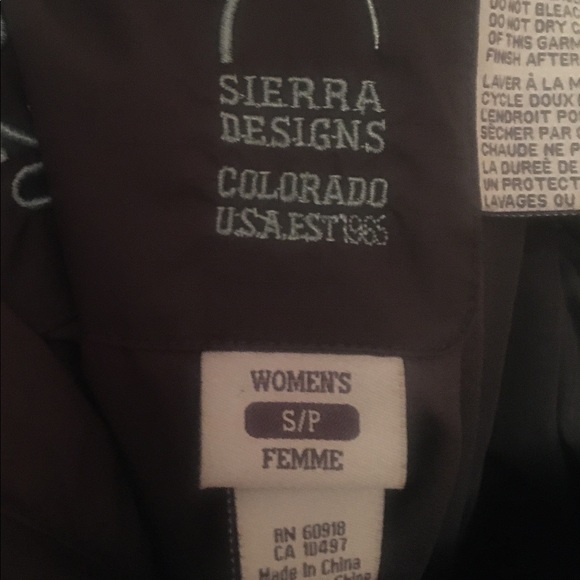 SIERRA
DESIGNS
COLORADO
U.S.A. EST 1965
DO NOT BLEAC
DO NOT DRY C
OF THIS GARM
FINISH AFTER
LAVER À LA M
CYCLE DOUX
L'ENDROIT PO
SÉCHER PAR
CHAUDE NE P
LA DURÉE DE
UN PROTECT
LAVAGES OU
WOMEN'S
S/P
FEMME
RN 60918
CA 10497
Made in China
Chine